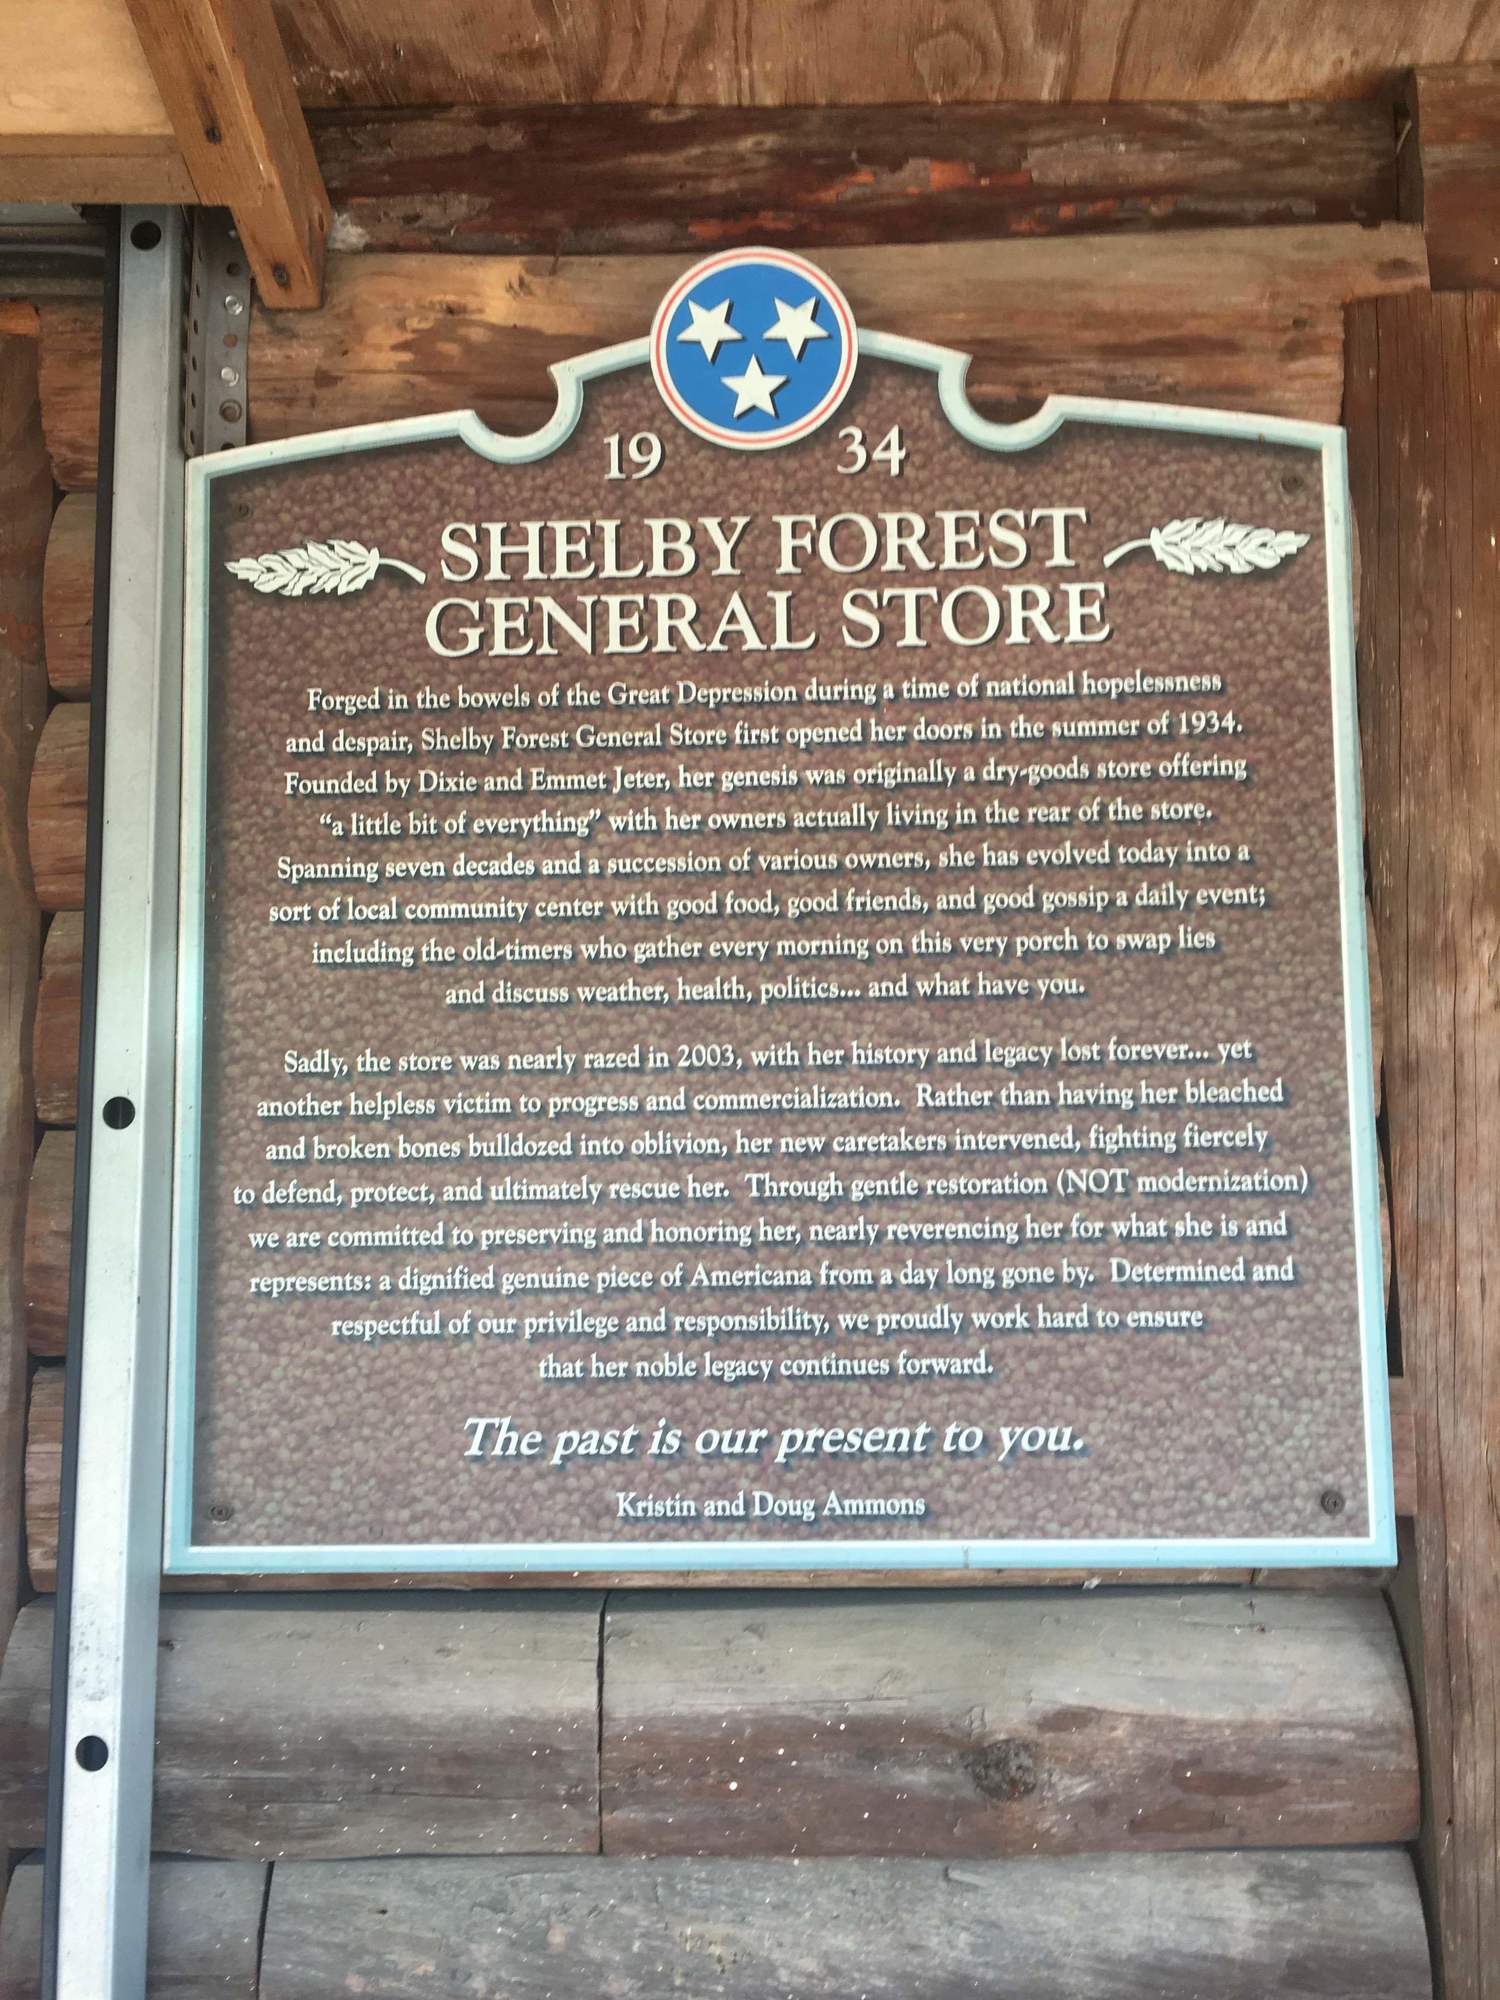 19 34
SHELBY FOREST
GENERAL STORE
Forged in the bowels of the Great Depression during a time of national hopelessness
and despair, Shelby Forest General Store first opened her doors in the summer of 1934.
Founded by Dixie and Emmet Jeter, her genesis was originally a dry-goods store offering
“a little bit of everything” with her owners actually living in the rear of the store.
Spanning seven decades and a succession of various owners, she has evolved today into a
sort of local community center with good food, good friends, and good gossip a daily event;
including the old-timers who gather every morning on this very porch to swap lies
and discuss weather, health, politics... and what have you.
Sadly, the store was nearly razed in 2003, with her history and legacy lost forever... yet
another helpless victim to progress and commercialization. Rather than having her bleached
and broken bones bulldozed into oblivion, her new caretakers intervened, fighting fiercely
to defend, protect, and ultimately rescue her. Through gentle restoration (NOT modernization)
we are committed to preserving and honoring her, nearly reverencing her for what she is and
represents: a dignified genuine piece of Americana from a day long gone by. Determined and
respectful of our privilege and responsibility, we proudly work hard to ensure
that her noble legacy continues forward.
The past is our present to you.
Kristin and Doug Ammons